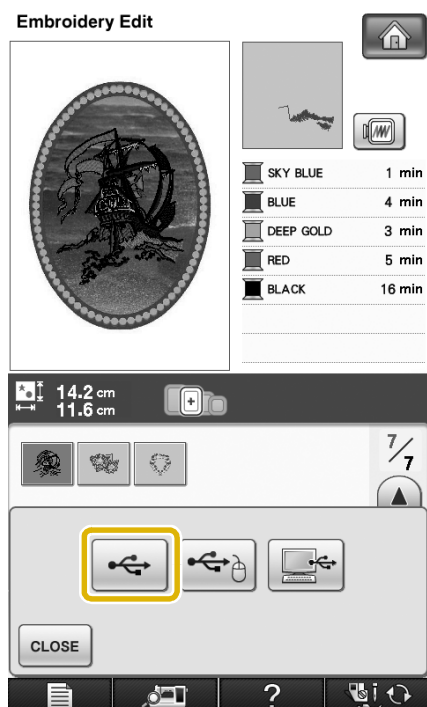 Embroidery Edit
SKY BLUE 1 min
BLUE 4 min
DEEP GOLD 3 min
RED 5 min
BLACK 16 min
14.2 cm
11.6 cm
7/7
CLOSE
?